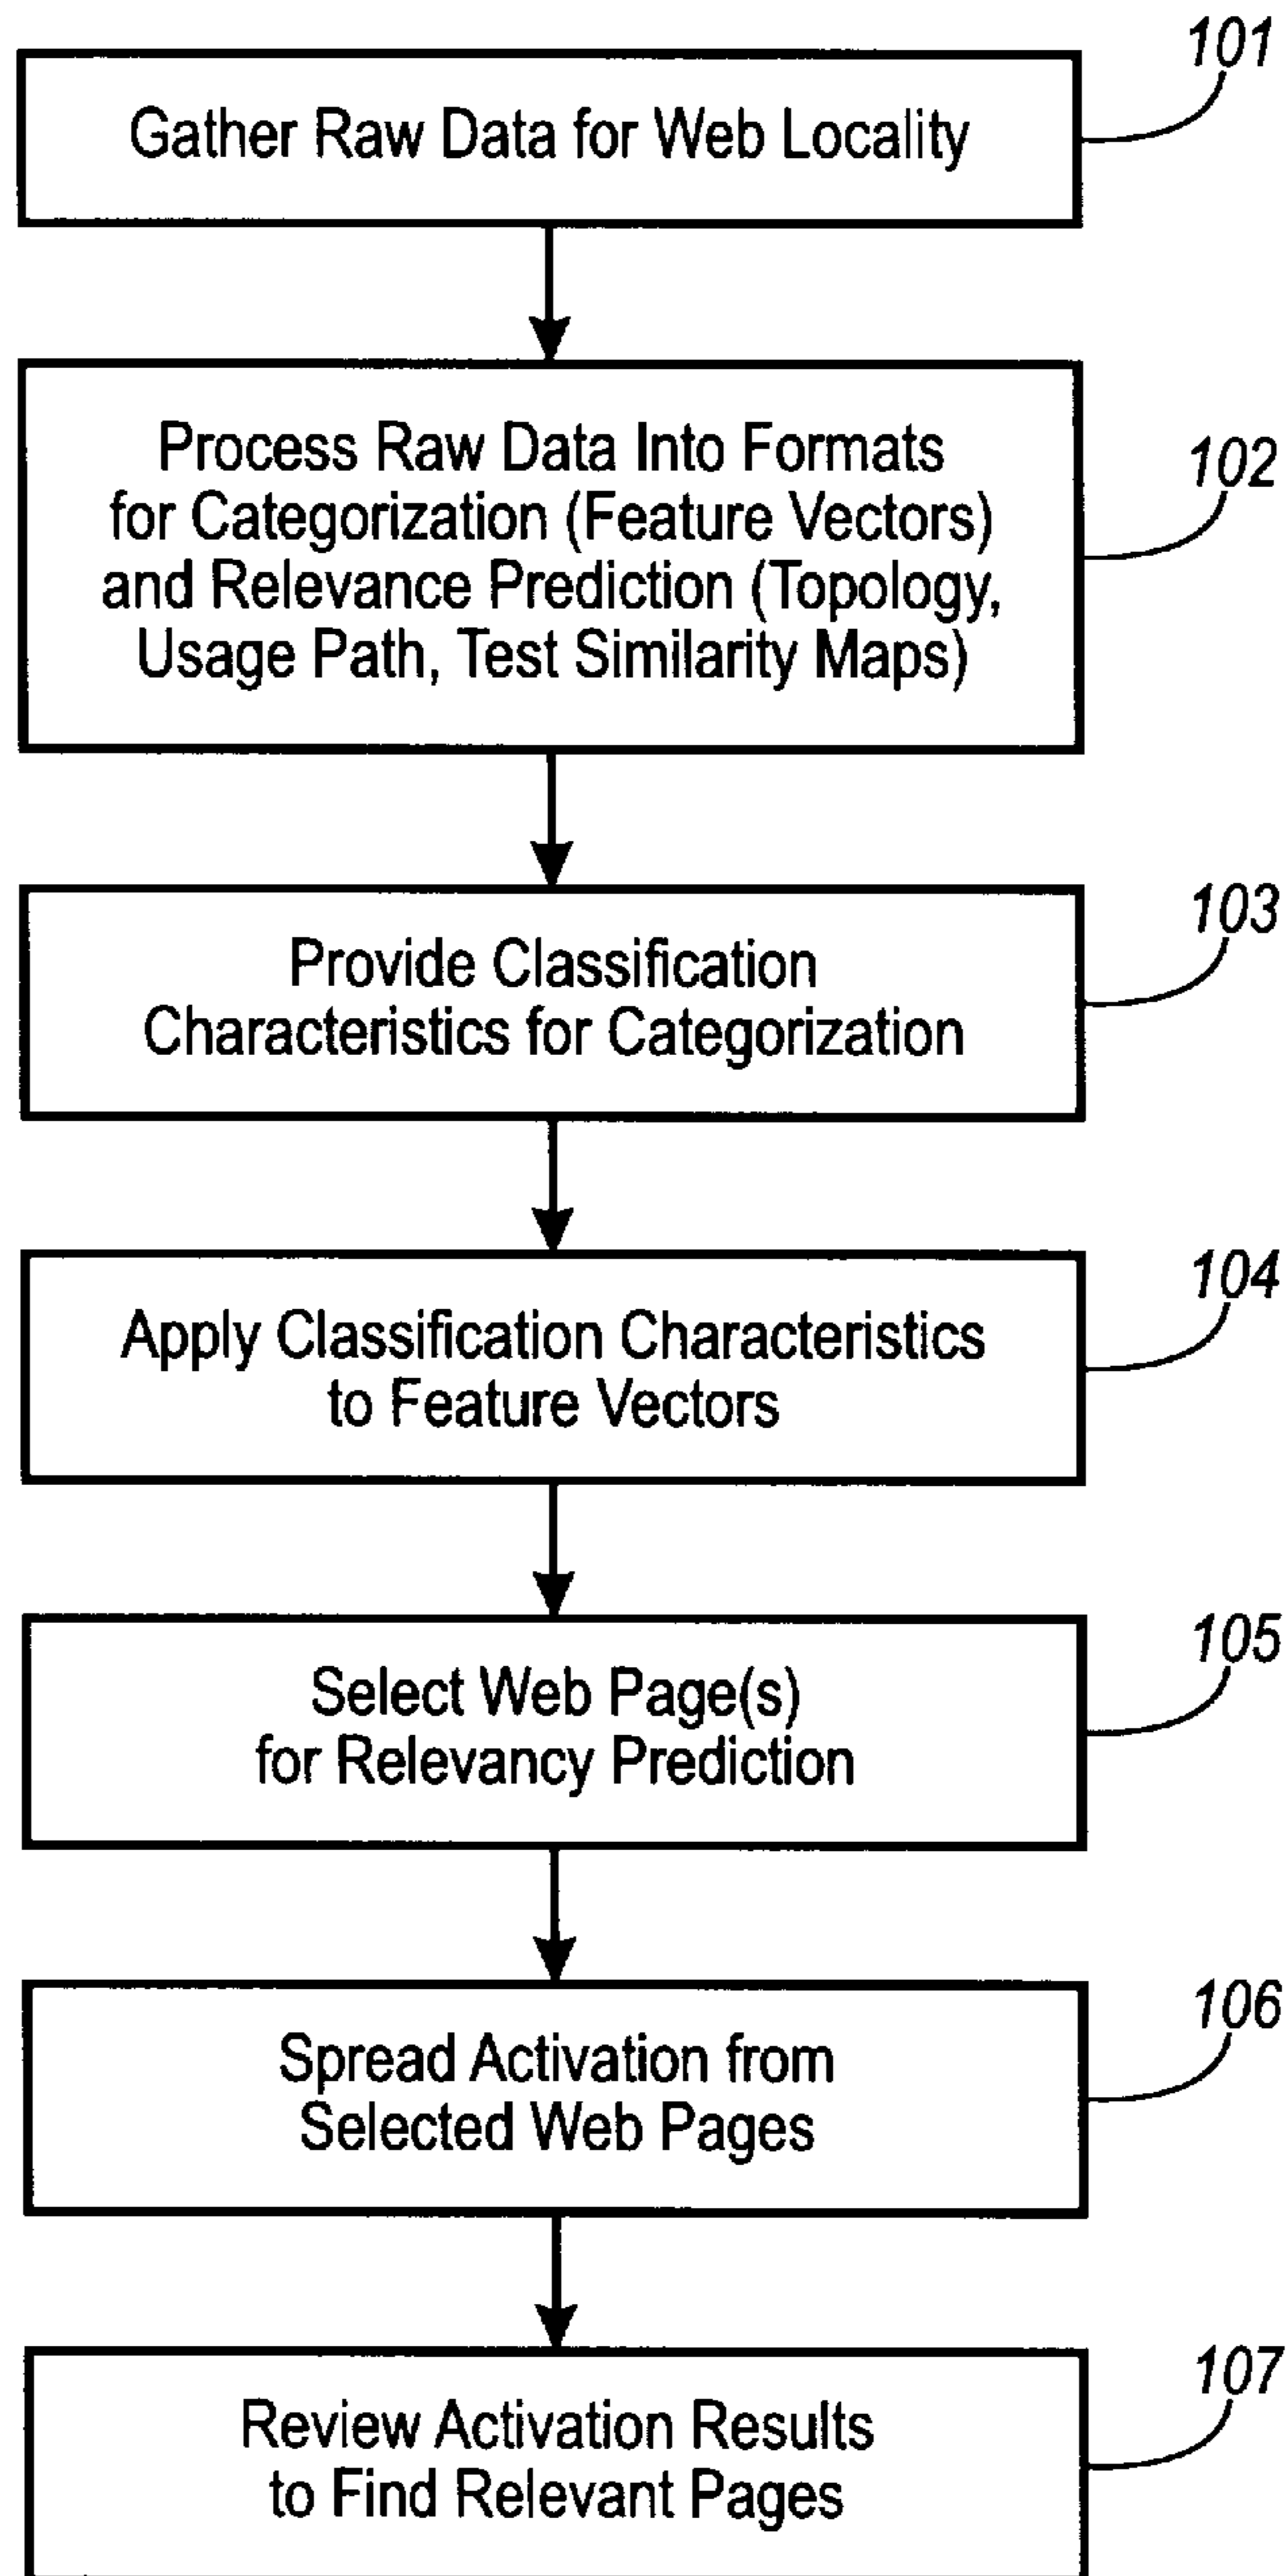 101
Gather Raw Data for Web Locality
Process Raw Data Into Formats
for Categorization (Feature Vectors)
and Relevance Prediction (Topology,
Usage Path, Test Similarity Maps)
102
103
Provide Classification
Characteristics for Categorization
104
Apply Classification Characteristics
to Feature Vectors
105
Select Web Page(s)
for Relevancy Prediction
106
Spread Activation from
Selected Web Pages
107
Review Activation Results
to Find Relevant Pages